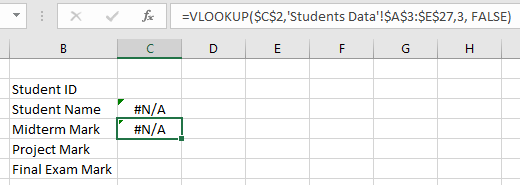 fx =VLOOKUP($C$2,'Students Data'!$A$3:$E$27,3, FALSE)
B C D E F G H
Student ID
Student Name #N/A
Midterm Mark #N/A
Project Mark
Final Exam Mark